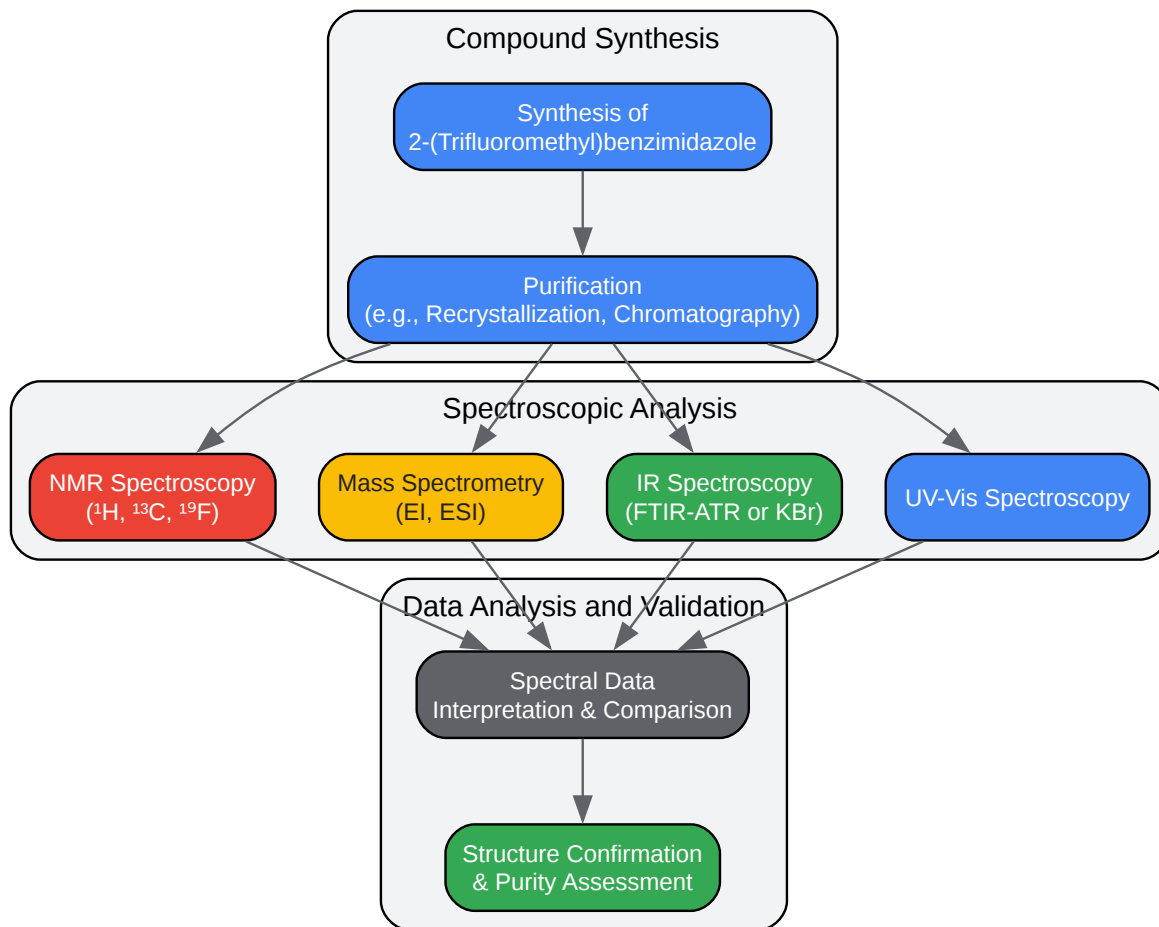 Compound Synthesis
Synthesis of
2-(Trifluoromethyl)benzimidazole
Purification
(e.g., Recrystallization, Chromatography)
Spectroscopic Analysis
NMR Spectroscopy
(¹H, ¹³C, ¹⁹F)
Mass Spectrometry
(EI, ESI)
IR Spectroscopy
(FTIR-ATR or KBr)
UV-Vis Spectroscopy
Data Analysis and Validation
Spectral Data
Interpretation & Comparison
Structure Confirmation
& Purity Assessment